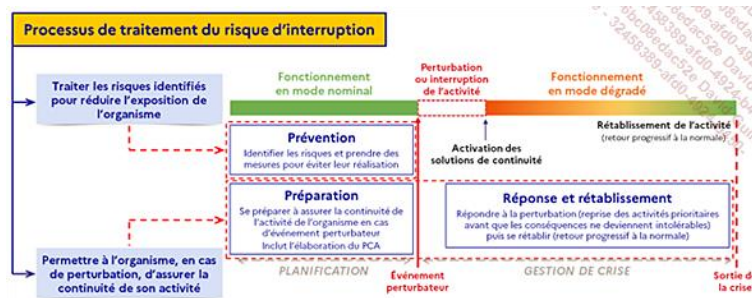 Processus de traitement du risque d'interruption
Traiter les risques identifiés
pour réduire l'exposition de
l'organisme
Fonctionnement
en mode nominal
Perturbation
ou interruption
de l'activité
Fonctionnement
en mode dégradé
Activation des
solutions de continuité
Rétablissement de l'activité
(retour progressif à la normale)
Prévention
Identifier les risques et prendre des
mesures pour éviter leur réalisation
Préparation
Se préparer à assurer la continuité de
l'activité de l'organisme en cas
d'événement perturbateur
Inclut l'élaboration du PCA
Réponse et rétablissement
Répondre à la perturbation (reprise des activités prioritaires
avant que les conséquences ne deviennent intolérables)
puis se rétablir (retour progressif à la normale)
Permettre à l'organisme, en cas
de perturbation, d'assurer la
continuité de son activité
PLANIFICATION
Événement
perturbateur
GESTION DE CRISE
Sortie de
la crise